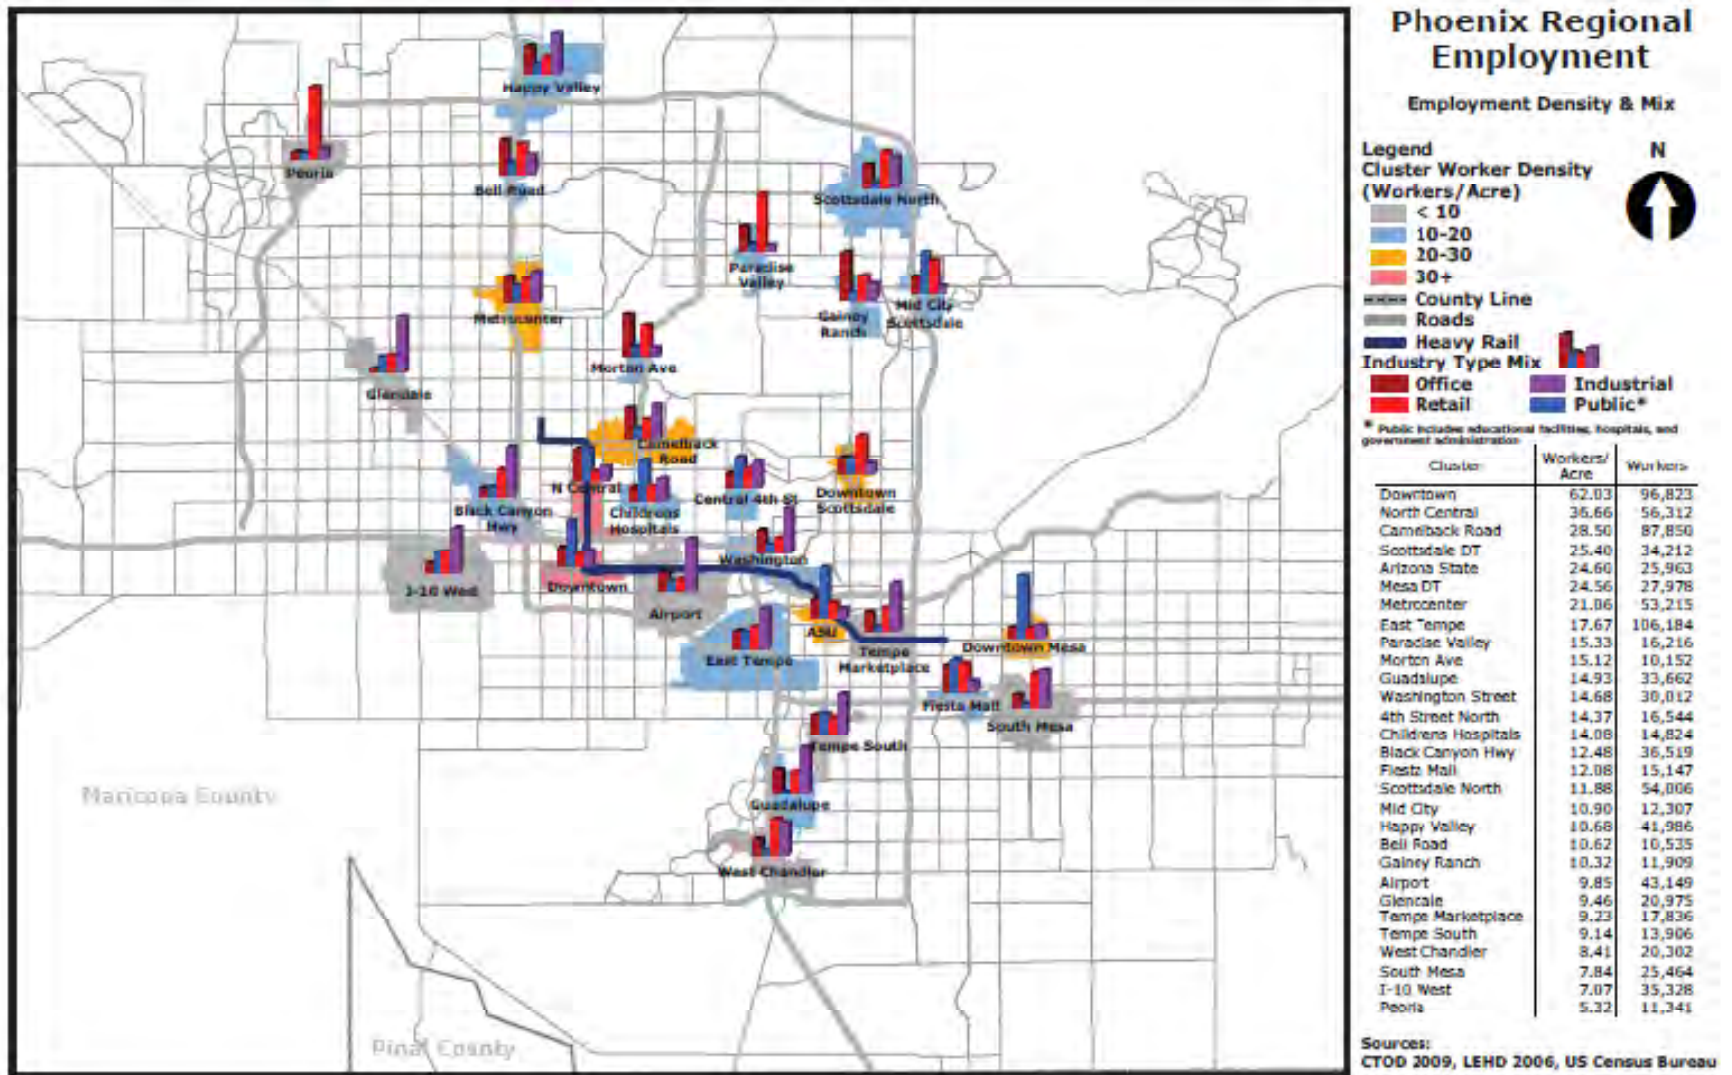 Phoenix Regional
Employment
Employment Density & Mix
Legend
N
Cluster Worker Density
(Workers/Acre)
< 10
10-20
20-30
30+
County Line
Roads
Heavy Rail
Industry Type Mix
Office
Industrial
Retail
Public*
* Public includes educational facilities, hospitals, and
government administration
Cluster Workers/Acre Workers
Downtown 62.03 96,823
North Central 36.66 56,312
Camelback Road 28.50 87,850
Scottsdale DT 25.40 34,212
Arizona State 24.60 25,963
Mesa DT 24.56 27,978
Metrocenter 21.06 53,215
East Tempe 17.67 106,184
Paradise Valley 15.33 16,216
Morton Ave 15.12 10,152
Guadalupe 14.93 33,662
Washington Street 14.68 30,012
4th Street North 14.37 16,544
Childrens Hospitals 14.08 14,824
Black Canyon Hwy 12.48 36,519
Fiesta Mall 12.08 15,147
Scottsdale North 11.88 54,006
Mid City 10.90 12,307
Happy Valley 10.68 41,986
Bell Road 10.62 10,535
Gainey Ranch 10.32 11,909
Airport 9.85 43,149
Glendale 9.46 20,975
Tempe Marketplace 9.23 17,836
Tempe South 9.14 13,906
West Chandler 8.41 20,302
South Mesa 7.84 25,464
I-10 West 7.07 35,328
Peoria 5.32 11,341
Sources:
CTOD 2009, LEHD 2006, US Census Bureau
Happy Valley
Peoria
Bell Road
Scottsdale North
Paradise
Valley
Gainey
Ranch
Mid City
Scottsdale
Metrocenter
Morton Ave
Glendale
Camelback
Road
N Central
Childrens
Hospitals
Central 4th St
Downtown
Scottsdale
Black Canyon
Hwy
Washington
I-10 West
Downtown
Airport
ASU
East Tempe
Tempe
Marketplace
Downtown Mesa
Fiesta Mall
South Mesa
Tempe South
Guadalupe
West Chandler
Maricopa County
Pinal County